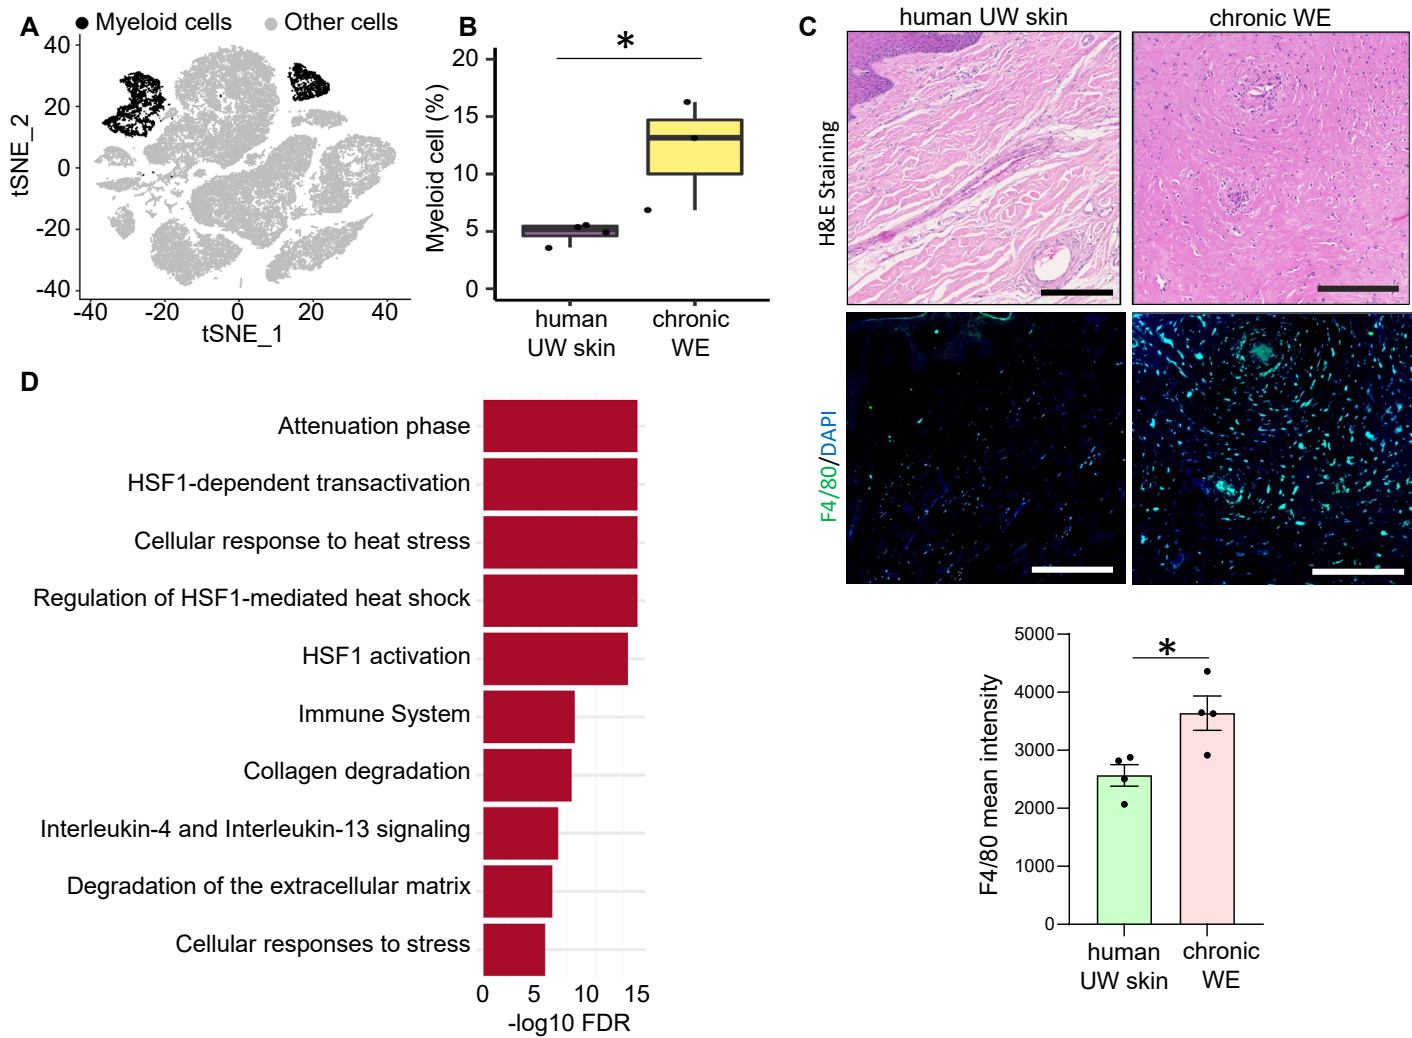 A
Myeloid cells
Other cells
tSNE_2
40
20
0
-20
-40
-40
-20
0
20
40
tSNE_1
B
*
Myeloid cell (%)
20
15
10
5
0
human
UW skin
chronic
WE
C
human UW skin
chronic WE
H&E Staining
F4/80/DAPI
F4/80 mean intensity
5000
4000
3000
2000
1000
0
*
human
UW skin
chronic
WE
D
Attenuation phase
HSF1-dependent transactivation
Cellular response to heat stress
Regulation of HSF1-mediated heat shock
HSF1 activation
Immune System
Collagen degradation
Interleukin-4 and Interleukin-13 signaling
Degradation of the extracellular matrix
Cellular responses to stress
0
5
10
15
-log10 FDR